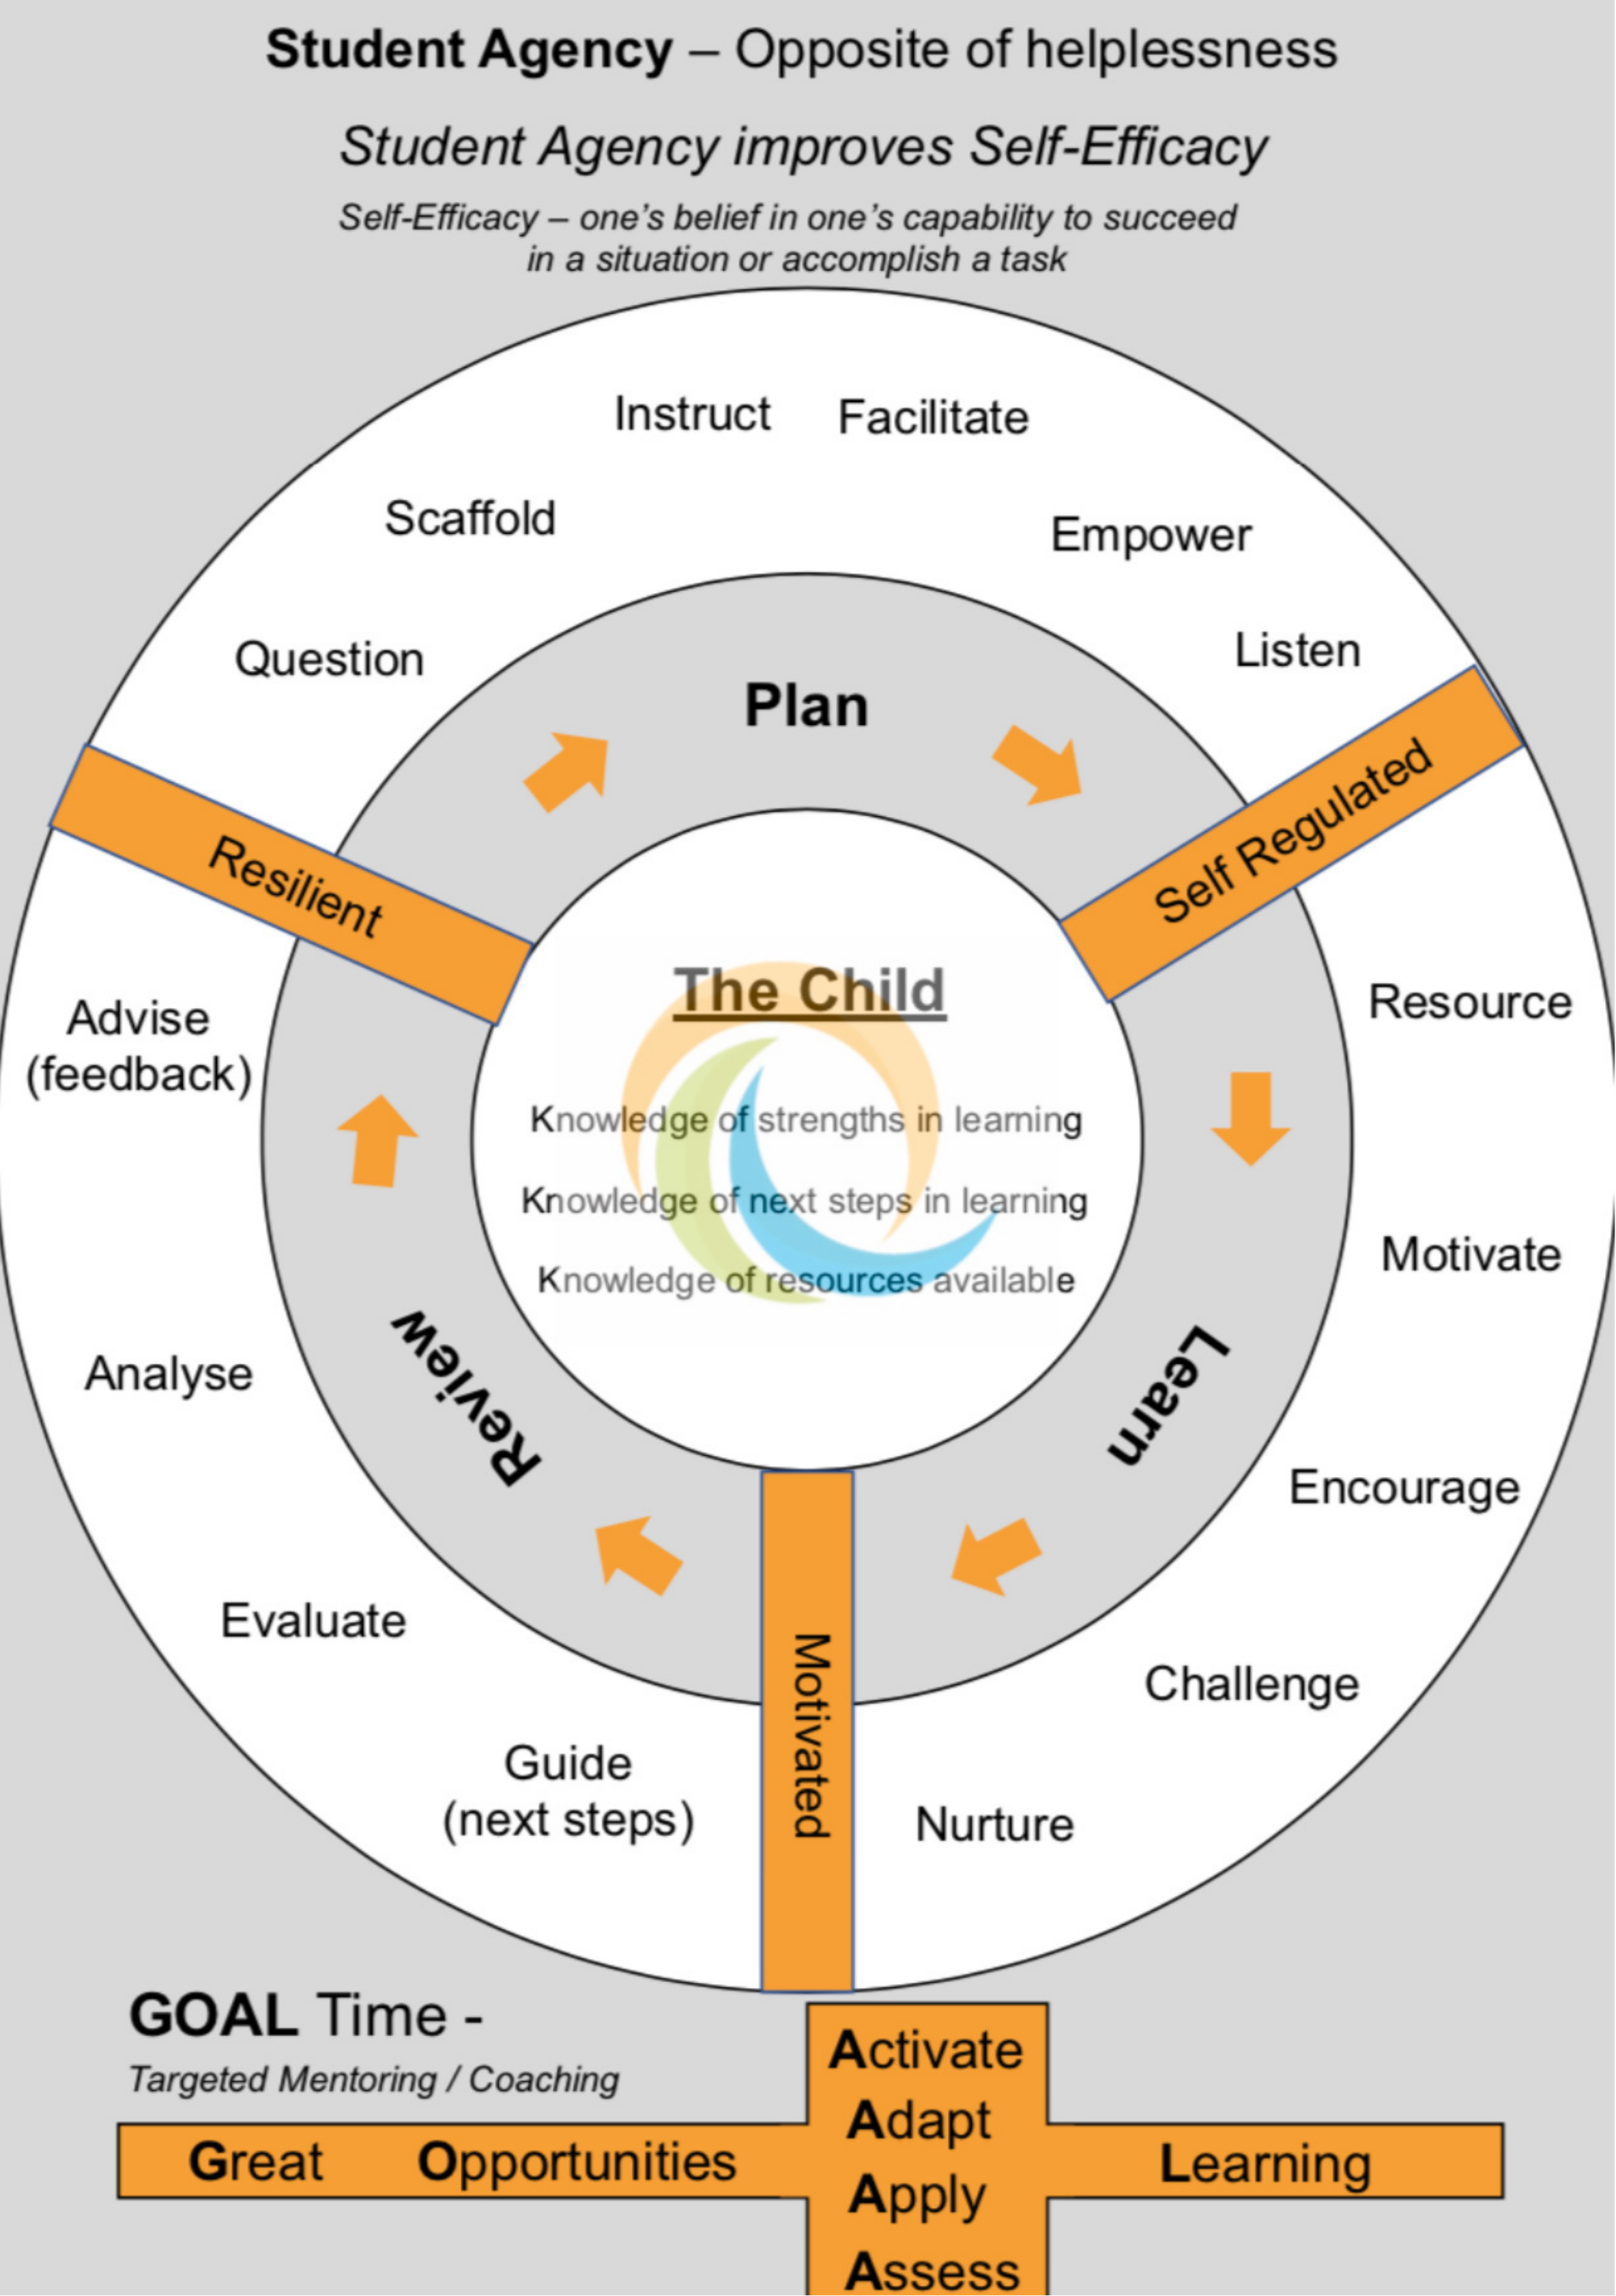 Student Agency – Opposite of helplessness
Student Agency improves Self-Efficacy
Self-Efficacy – one's belief in one's capability to succeed
in a situation or accomplish a task
Instruct
Facilitate
Scaffold
Empower
Question
Listen
Plan
Resilient
Self Regulated
The Child
Knowledge of strengths in learning
Knowledge of next steps in learning
Knowledge of resources available
Resource
Motivate
Encourage
Challenge
Nurture
Learn
Motivated
Review
Advise
(feedback)
Analyse
Evaluate
Guide
(next steps)
GOAL Time -
Targeted Mentoring / Coaching
Great Opportunities
Activate
Adapt
Apply
Assess
Learning